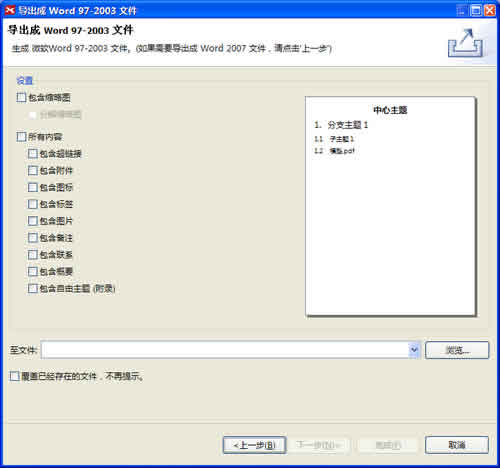 导出成 Word 97-2003 文件
导出成 Word 97-2003 文件
生成 微软Word 97-2003 文件。(如果需要导出成 Word 2007 文件，请点击'上一步')
设置
包含缩略图
分解缩略图
所有内容
包含超链接
包含附件
包含图标
包含标签
包含图片
包含备注
包含联系
包含概要
包含自由主题 (附录)
中心主题
1. 分支主题 1
1.1 子主题 1
1.2 模版.pdf
至文件:
浏览...
覆盖已经存在的文件，不再提示。
<上一步(B)
下一步(N)>
完成(F)
取消